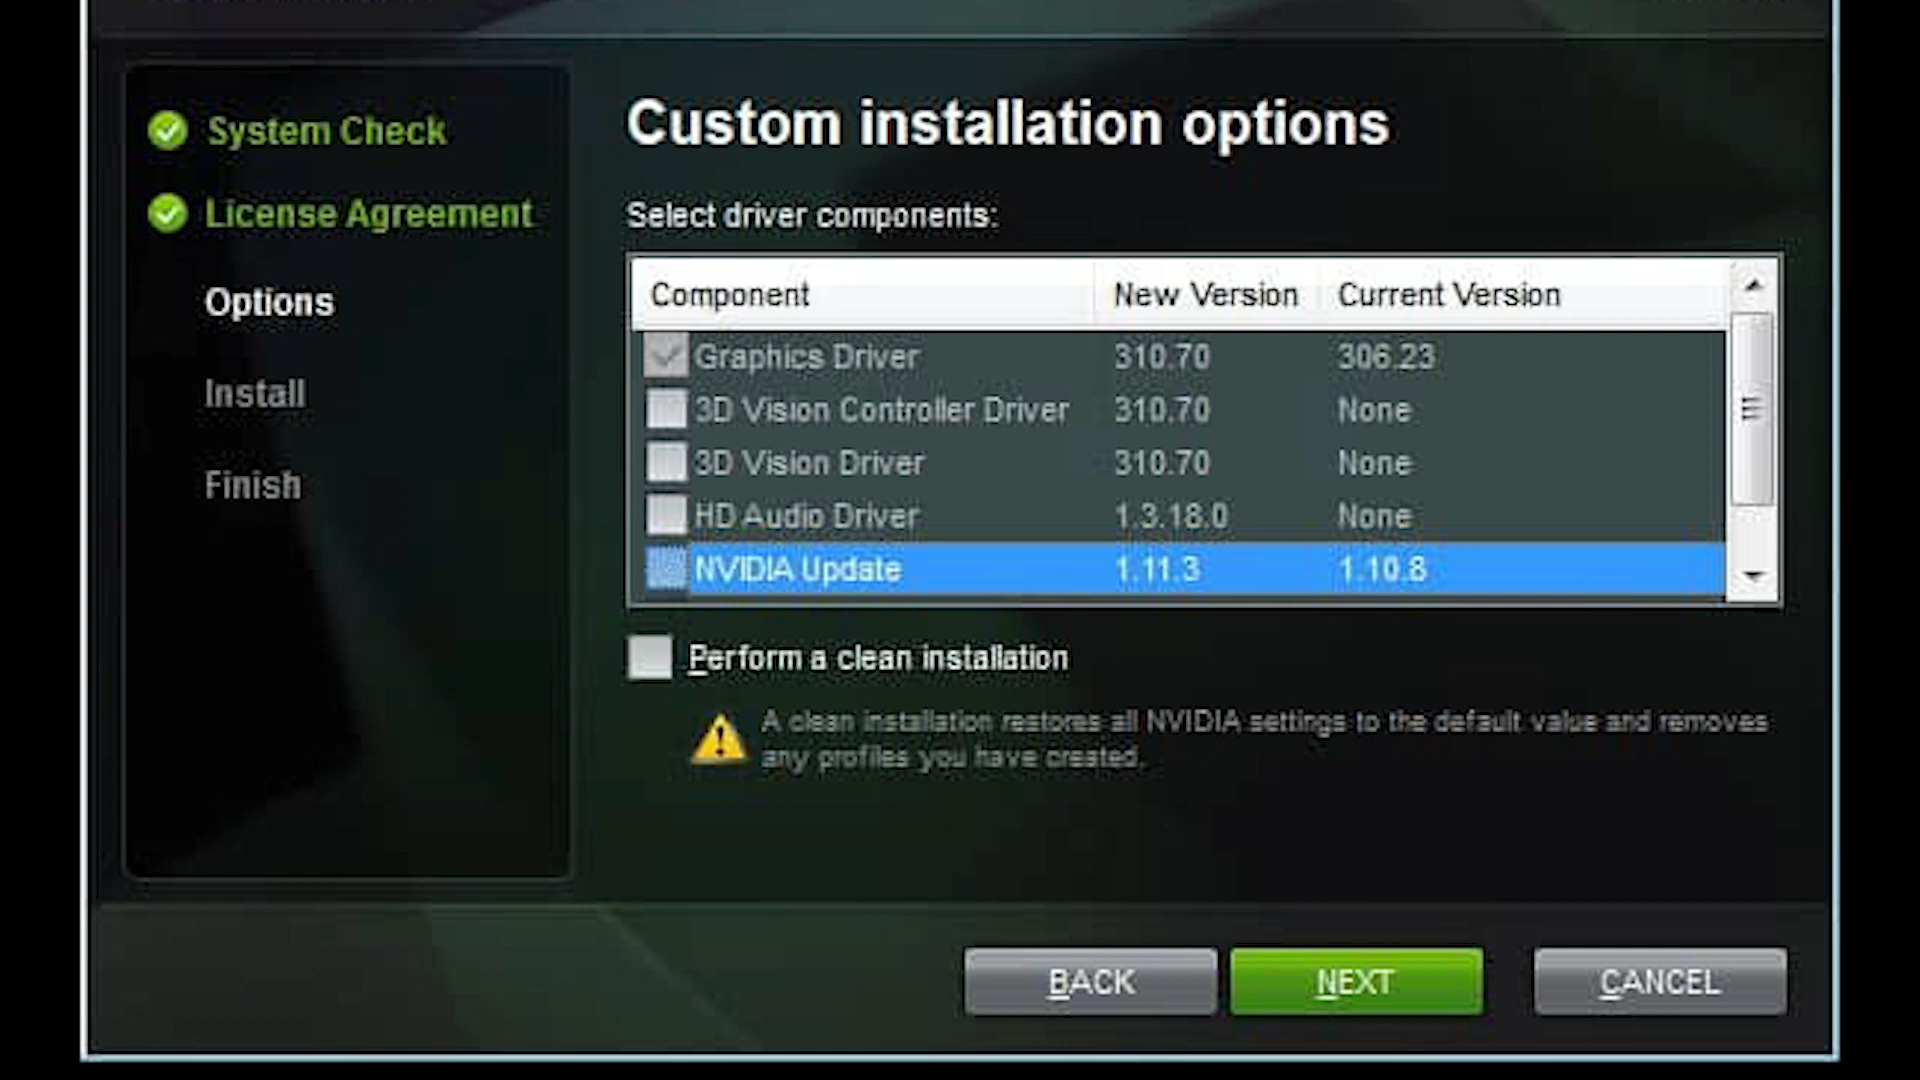 System Check
License Agreement
Options
Install
Finish
Custom installation options
Select driver components:
Component New Version Current Version
Graphics Driver 310.70 306.23
3D Vision Controller Driver 310.70 None
3D Vision Driver 310.70 None
HD Audio Driver 1.3.18.0 None
NVIDIA Update 1.11.3 1.10.8
Perform a clean installation
A clean installation restores all NVIDIA settings to the default value and removes
any profiles you have created.
BACK NEXT CANCEL